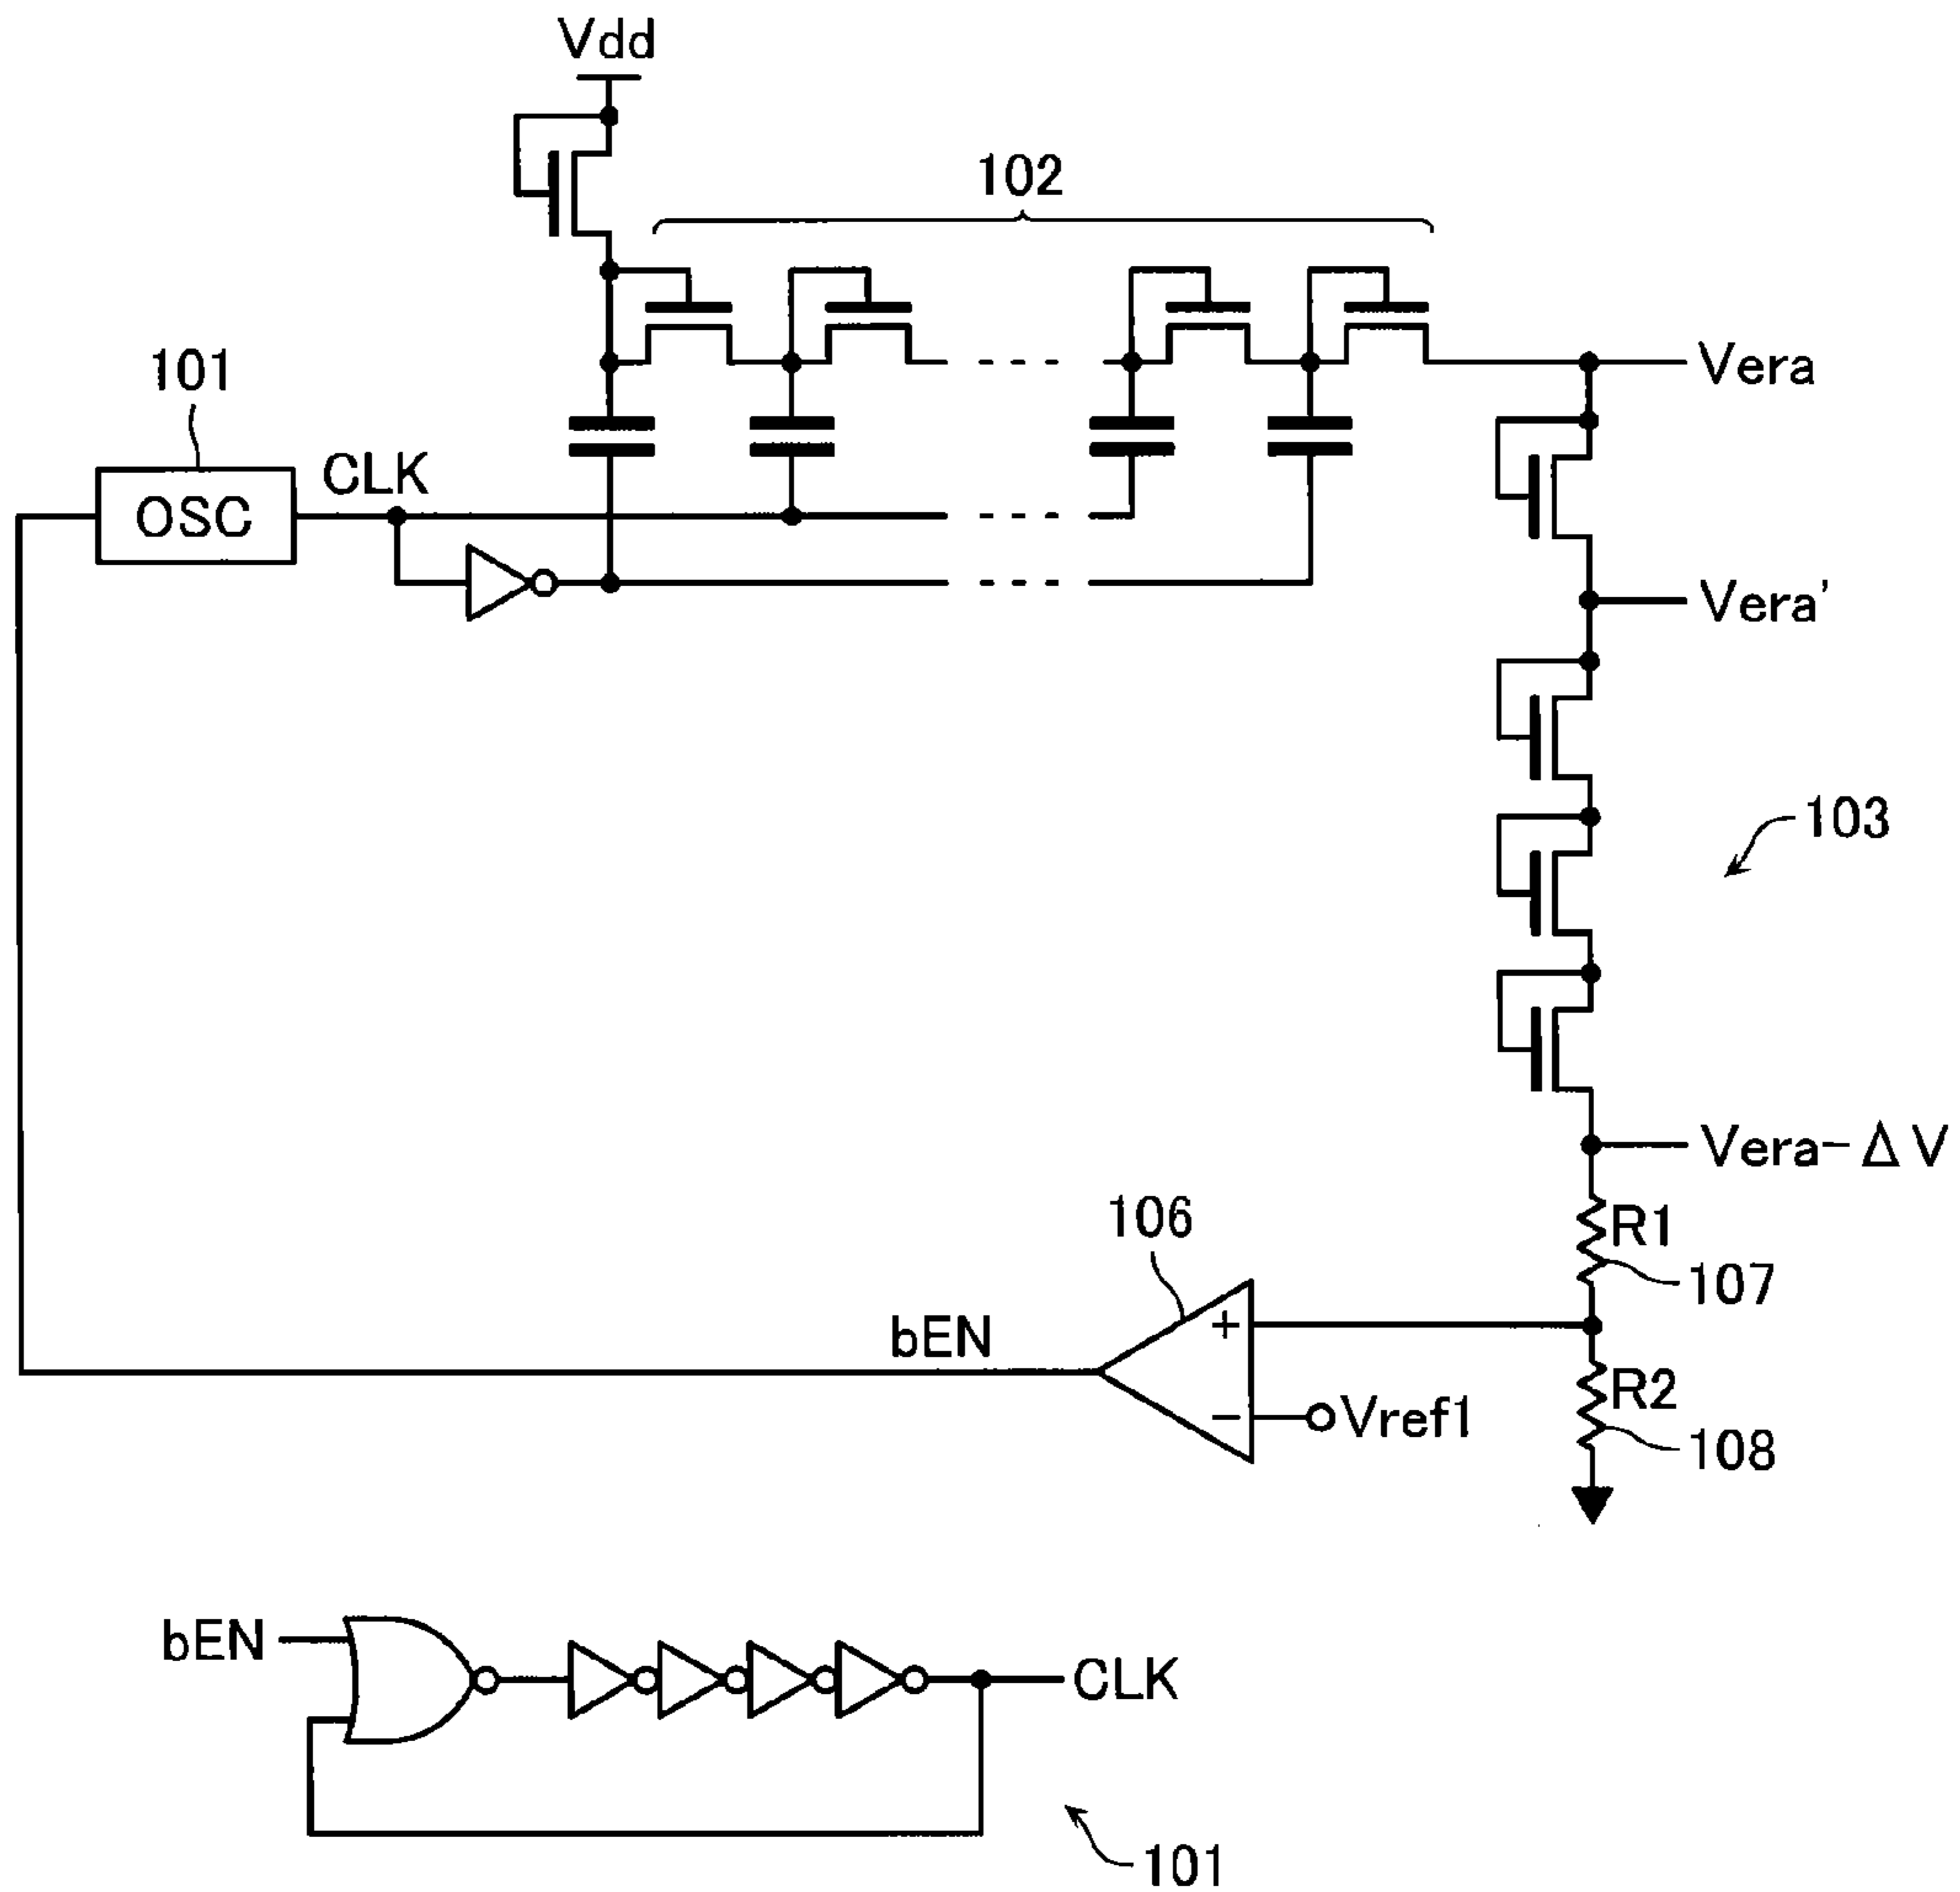 Vdd
102
101
Vera
CLK
OSC
Vera'
103
Vera-ΔV
106
R1
107
+
bEN
R2
- Vref1
108
bEN
CLK
101